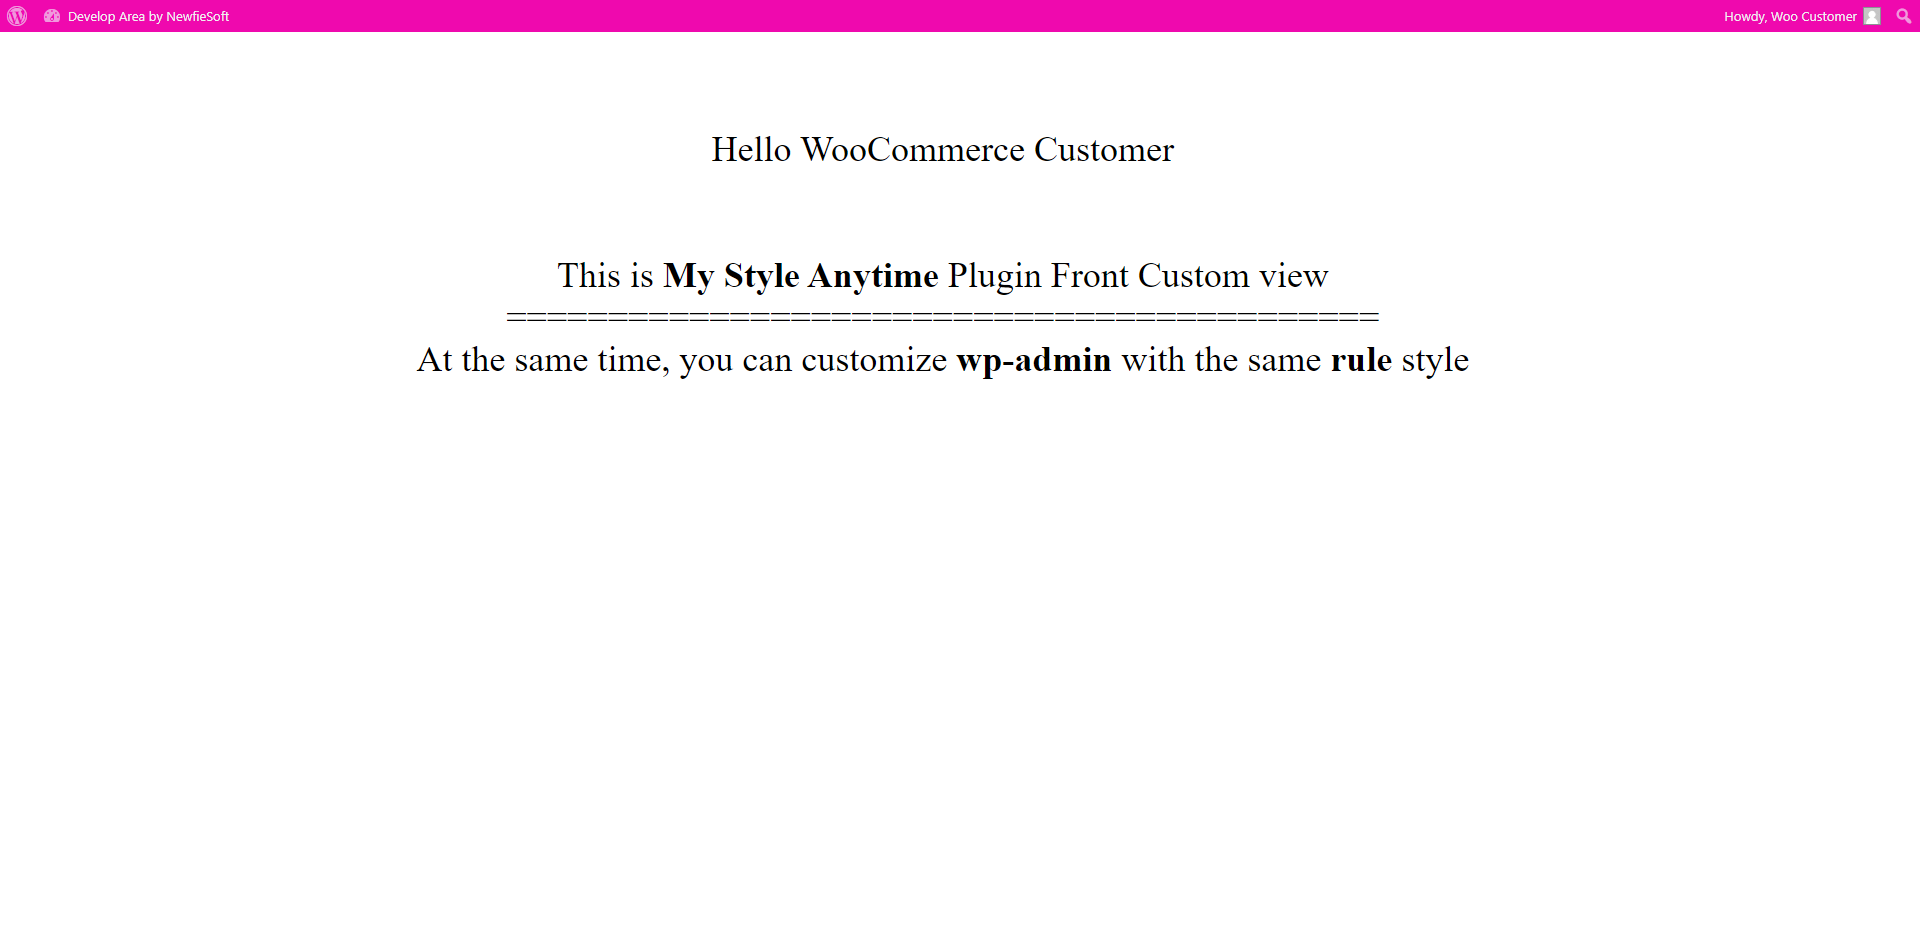 Develop Area by NewfieSoft
Howdy, Woo Customer
Hello WooCommerce Customer
This is My Style Anytime Plugin Front Custom view
===========================================
At the same time, you can customize wp-admin with the same rule style